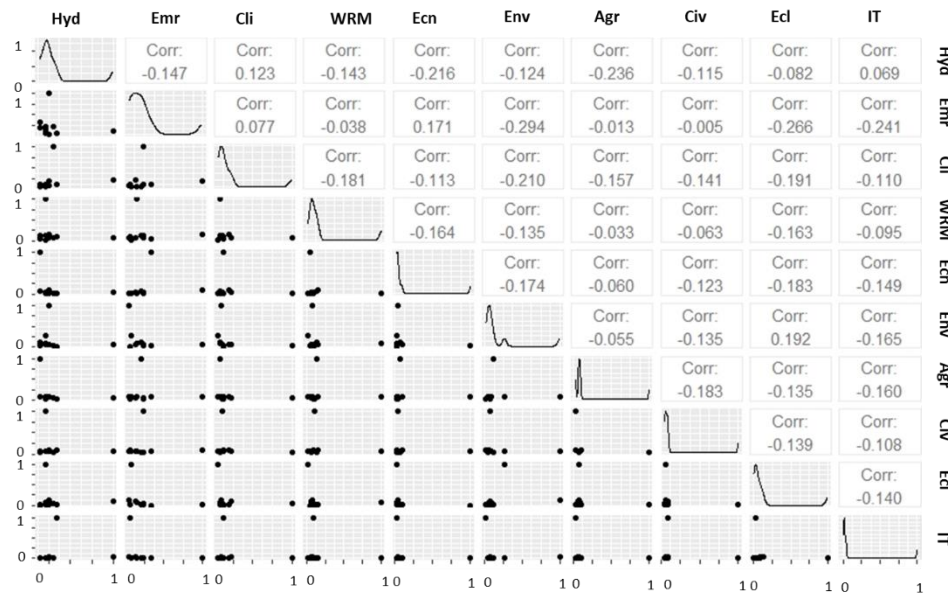 Hyd Emr Cli WRM Ecn Env Agr Civ Ecl IT
1 Corr: Corr: Corr: Corr: Corr: Corr: Corr: Corr: Corr: Hyd
0 -0.147 0.123 -0.143 -0.216 -0.124 -0.236 -0.115 -0.082 0.069
1 Corr: Corr: Corr: Corr: Corr: Corr: Corr: Corr: Emr
0 0.077 -0.038 0.171 -0.294 -0.013 -0.005 -0.266 -0.241
1 Corr: Corr: Corr: Corr: Corr: Corr: Corr: Cli
0 -0.181 -0.113 -0.210 -0.157 -0.141 -0.191 -0.110
1 Corr: Corr: Corr: Corr: Corr: Corr:
0 -0.164 -0.135 -0.033 -0.063 -0.163 -0.095
1 Corr: Corr: Corr: Corr: Corr: Ecn
0 -0.174 -0.060 -0.123 -0.183 -0.149
1 Corr: Corr: Corr: Corr: Env
0 -0.055 -0.135 0.192 -0.165
1 Corr: Corr: Corr: Agr
0 -0.183 -0.135 -0.160
1 Corr: Corr: Civ
0 -0.139 -0.108
1 Corr: Ecl
0 -0.140
1 IT
0
0 1 0 1 0 1 0 1 0 1 0 1 0 1 0 1 0 1 0 1